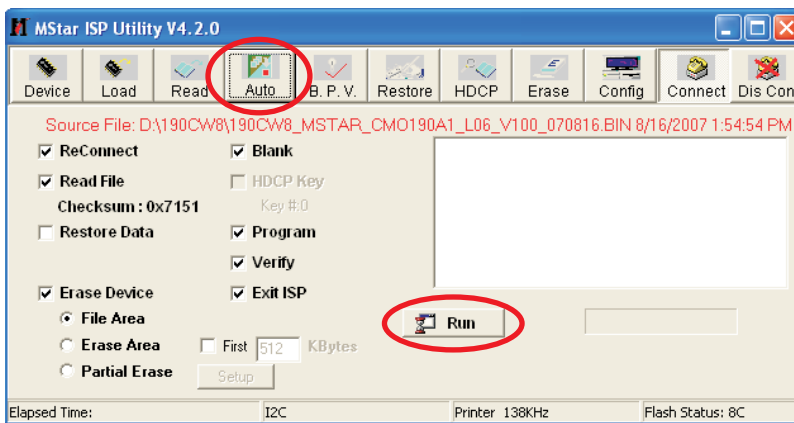 MStar ISP Utility V4.2.0
Device Load Read Auto B. P. V. Restore HDCP Erase Config Connect Dis Con
Source File: D:\190CW8\190CW8_MSTAR_CMO190A1_L06_V100_070816.BIN 8/16/2007 1:54:54 PM
ReConnect Blank
Read File HDCP Key
Checksum : 0x7151 Key #:0
Restore Data Program
Verify
Erase Device Exit ISP
File Area Run
Erase Area First 512 KBytes
Partial Erase Setup
Elapsed Time: I2C Printer 138KHz Flash Status: 8C